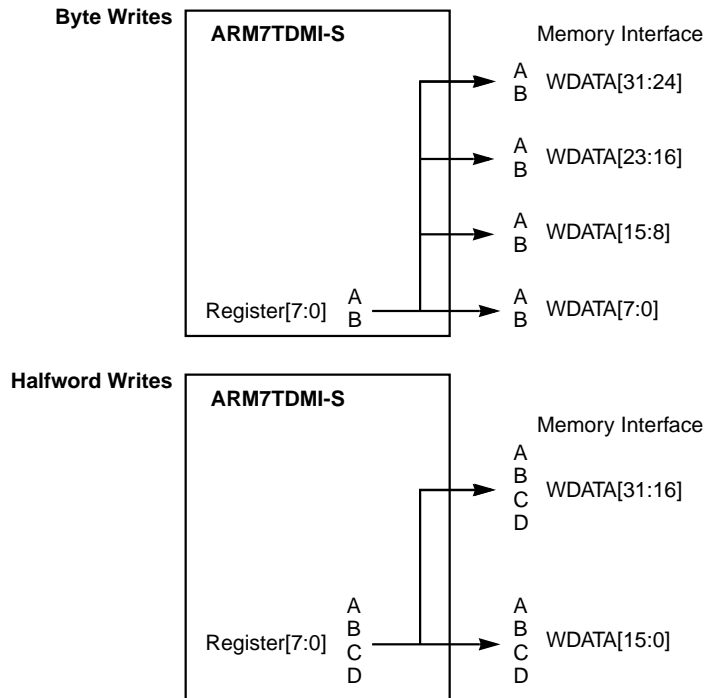 Byte Writes
ARM7TDMI-S
Memory Interface
A
B
WDATA[31:24]
A
B
WDATA[23:16]
A
B
WDATA[15:8]
Register[7:0]
A
B
A
B
WDATA[7:0]
Halfword Writes
ARM7TDMI-S
Memory Interface
A
B
C
D
WDATA[31:16]
Register[7:0]
A
B
C
D
A
B
C
D
WDATA[15:0]